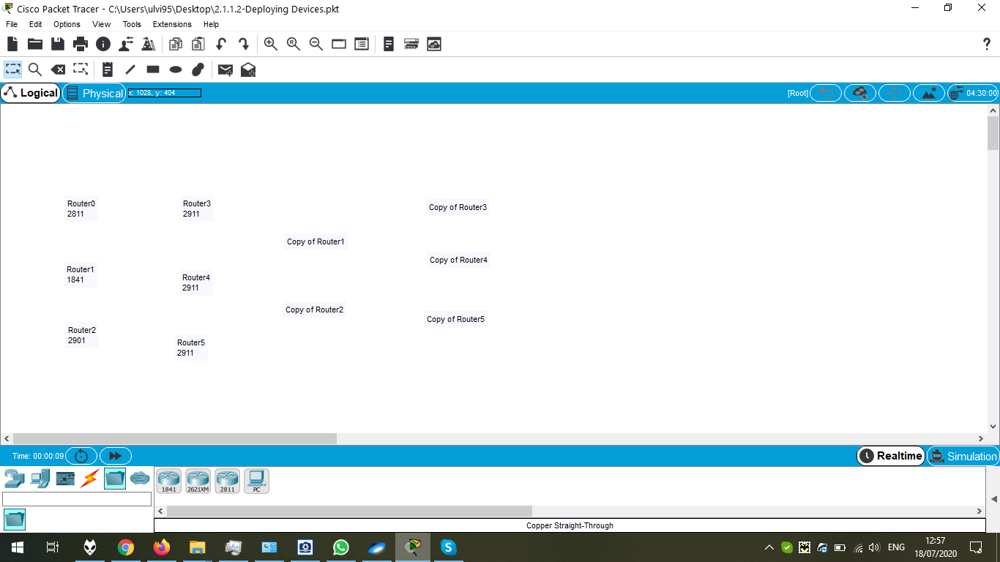 Cisco Packet Tracer - C:\Users\ulvi95\Desktop\2.1.1.2-Deploying Devices.pkt
File Edit Options View Tools Extensions Help
R
?
Logical Physical x: 1028, y: 404 [Root] 04:30:00
Router0
2811
Router3
2911
Copy of Router3
Copy of Router1
Copy of Router4
Router1
1841
Router4
2911
Copy of Router2
Copy of Router5
Router2
2901
Router5
2911
Time: 00:00:09 Realtime Simulation
1841 2621XM 2811 PC
Copper Straight-Through
ENG
12:57
18/07/2020